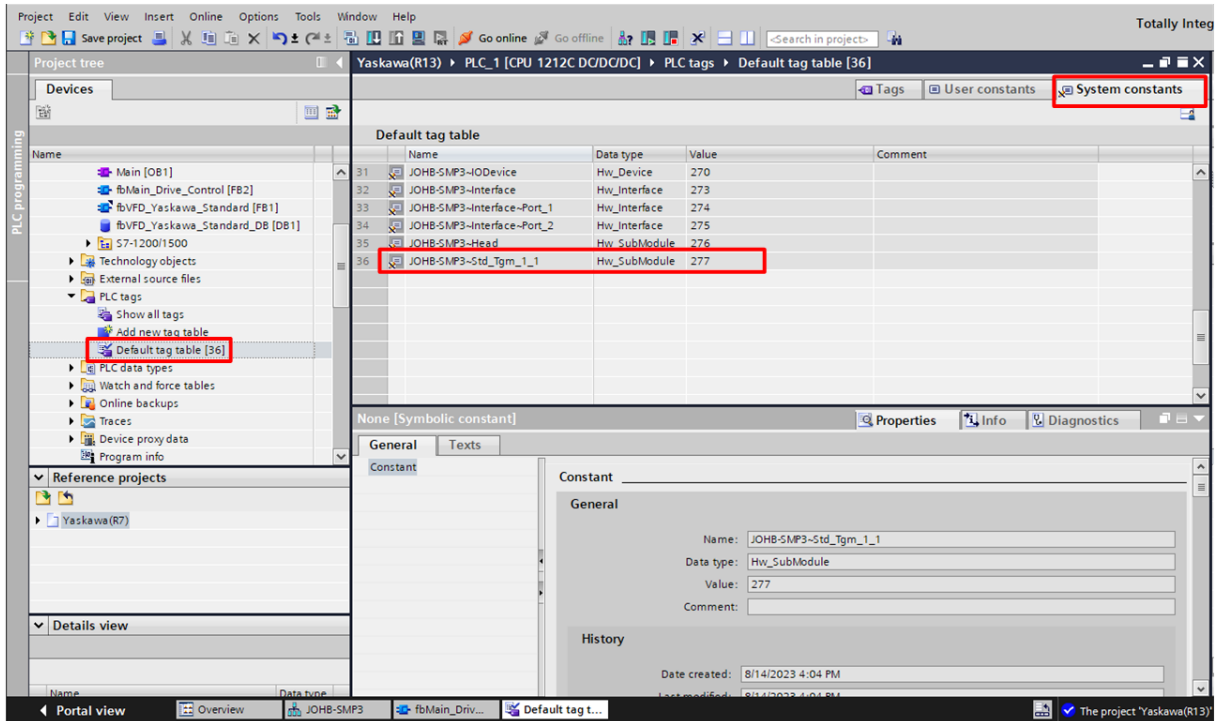 Project Edit View Insert Online Options Tools Window Help
Totally Integ
Save project Go online Go offline <Search in project>
Project tree
Yaskawa(R13) PLC_1 [CPU 1212C DC/DC/DC] PLC tags Default tag table [36]
Devices
Tags User constants System constants
PLC programming
Default tag table
Name
Name Data type Value Comment
Main [OB1]
fbMain_Drive_Control [FB2]
fbVFD_Yaskawa_Standard [FB1]
fbVFD_Yaskawa_Standard_DB [DB1]
S7-1200/1500
Technology objects
External source files
PLC tags
Show all tags
Add new tag table
Default tag table [36]
PLC data types
Watch and force tables
Online backups
Traces
Device proxy data
Program info
31 JOHB-SMP3~IODevice Hw_Device 270
32 JOHB-SMP3~Interface Hw_Interface 273
33 JOHB-SMP3~Interface~Port_1 Hw_Interface 274
34 JOHB-SMP3~Interface~Port_2 Hw_Interface 275
35 JOHB-SMP3~Head Hw_SubModule 276
36 JOHB-SMP3~Std_Tgm_1_1 Hw_SubModule 277
Reference projects
Yaskawa(R7)
Details view
Name Data type
None [Symbolic constant]
Properties Info Diagnostics
General Texts
Constant
Constant
General
Name: JOHB-SMP3~Std_Tgm_1_1
Data type: Hw_SubModule
Value: 277
Comment:
History
Date created: 8/14/2023 4:04 PM
Last modified: 8/14/2023 4:04 PM
Portal view Overview JOHB-SMP3 fbMain_Driv... Default tag t... The project 'Yaskawa(R13)'